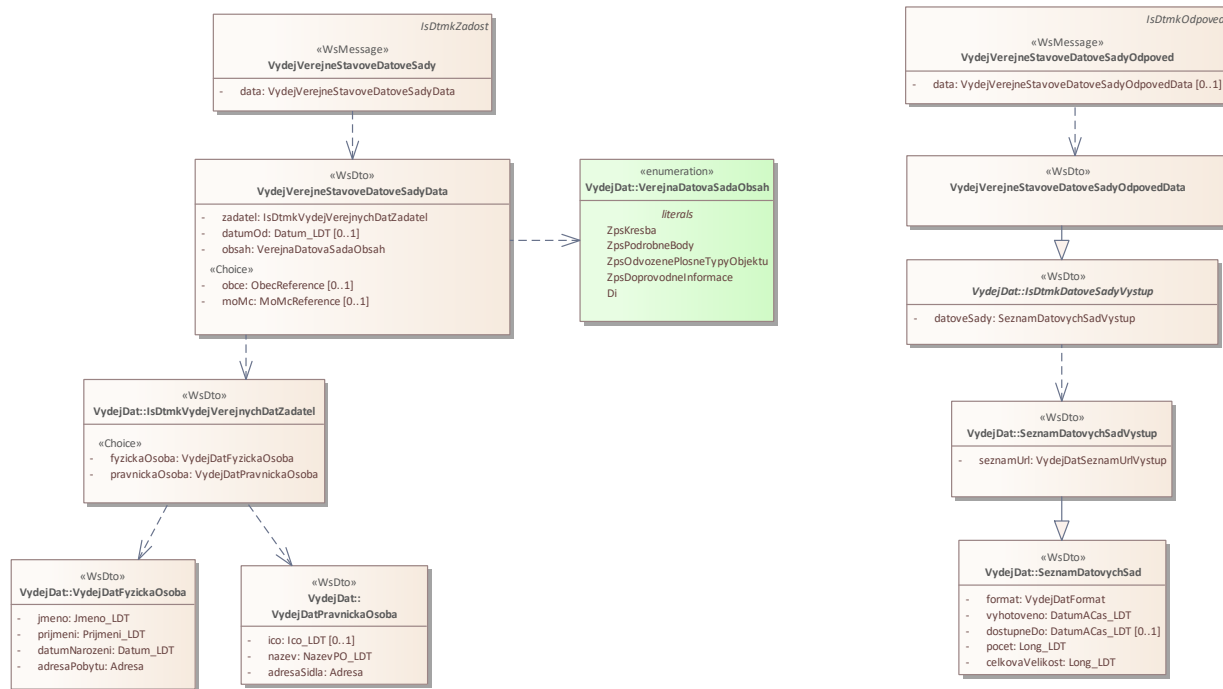 IsDtmkZadost
«WsMessage»
VydejVerejneStavoveDatoveSady
- data: VydejVerejneStavoveDatoveSadyData
«WsDto»
VydejVerejneStavoveDatoveSadyData
- zadatel: IsDtmkVydejVerejnychDatZadatel
- datumOd: Datum_LDT [0..1]
- obsah: VerejnaDatovaSadaObsah
«Choice»
- obce: ObecReference [0..1]
- moMc: MoMcReference [0..1]
«enumeration»
VydejDat::VerejnaDatovaSadaObsah
literals
ZpsKresba
ZpsPodrobneBody
ZpsOdvozenePlosneTypyObjektu
ZpsDoprovodneInformace
Di
«WsDto»
VydejDat::IsDtmkVydejVerejnychDatZadatel
«Choice»
- fyzickaOsoba: VydejDatFyzickaOsoba
- pravnickaOsoba: VydejDatPravnickaOsoba
«WsDto»
VydejDat::VydejDatFyzickaOsoba
- jmeno: Jmeno_LDT
- prijmeni: Prijmeni_LDT
- datumNarozeni: Datum_LDT
- adresaPobytu: Adresa
«WsDto»
VydejDat::
VydejDatPravnickaOsoba
- ico: Ico_LDT [0..1]
- nazev: NazevPO_LDT
- adresaSidla: Adresa
IsDtmkOdpoved
«WsMessage»
VydejVerejneStavoveDatoveSadyOdpoved
- data: VydejVerejneStavoveDatoveSadyOdpovedData [0..1]
«WsDto»
VydejVerejneStavoveDatoveSadyOdpovedData
«WsDto»
VydejDat::IsDtmkDatoveSadyVystup
- datoveSady: SeznamDatovychSadVystup
«WsDto»
VydejDat::SeznamDatovychSadVystup
- seznamUrl: VydejDatSeznamUrlVystup
«WsDto»
VydejDat::SeznamDatovychSad
- format: VydejDatFormat
- vyhotoveno: DatumACas_LDT
- dostupneDo: DatumACas_LDT [0..1]
- pocet: Long_LDT
- celkovaVelikost: Long_LDT